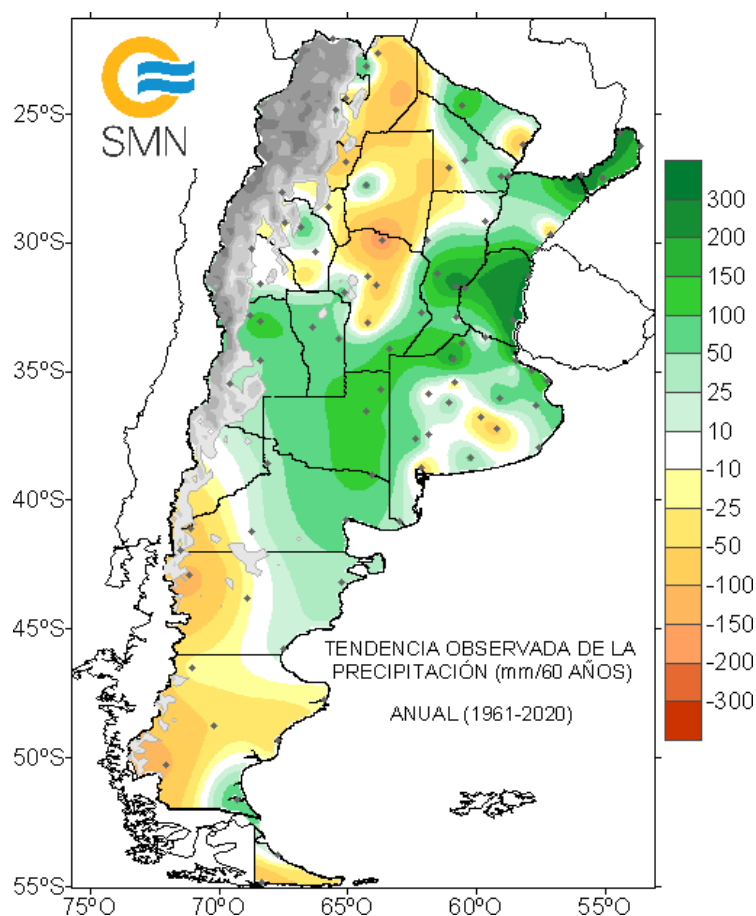 SMN
25ºS
30ºS
35ºS
40ºS
45ºS
50ºS
55ºS
75ºO
70ºO
65ºO
60ºO
55ºO
TENDENCIA OBSERVADA DE LA
PRECIPITACIÓN (mm/60 AÑOS)
ANUAL (1961-2020)
300
200
150
100
50
25
10
-10
-25
-50
-100
-150
-200
-300